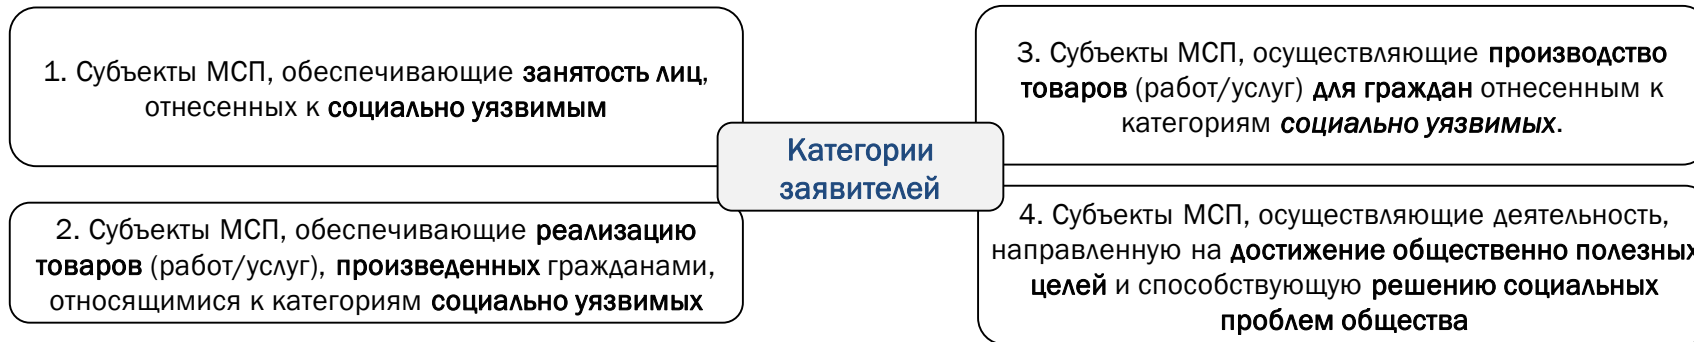 1. Субъекты МСП, обеспечивающие занятость лиц,
отнесенных к социально уязвимым
2. Субъекты МСП, обеспечивающие реализацию
товаров (работ/услуг), произведенных гражданами,
относящимися к категориям социально уязвимых
Категории
заявителей
3. Субъекты МСП, осуществляющие производство
товаров (работ/услуг) для граждан отнесенным к
категориям социально уязвимых.
4. Субъекты МСП, осуществляющие деятельность,
направленную на достижение общественно полезных
целей и способствующую решению социальных
проблем общества